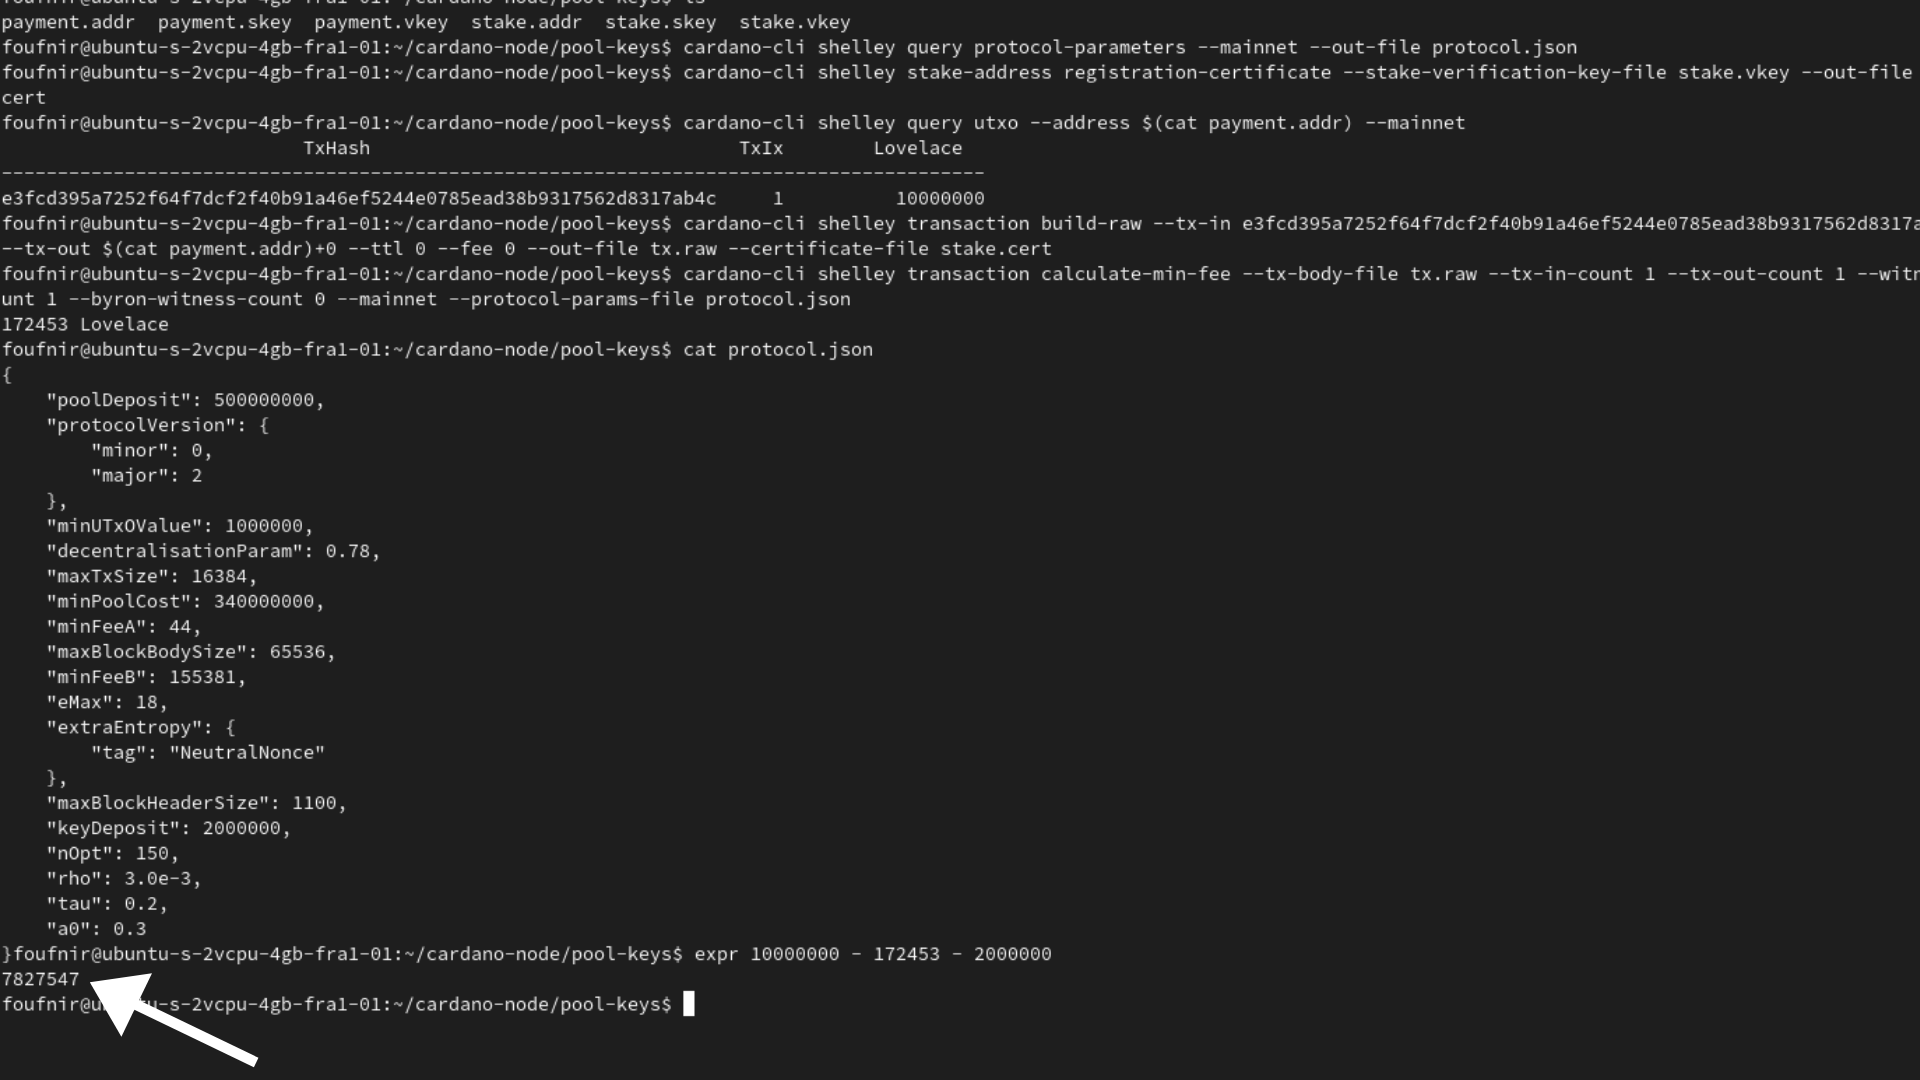 payment.addr  payment.skey  payment.vkey  stake.addr  stake.skey  stake.vkey
foufnir@ubuntu-s-2vcpu-4gb-fra1-01:~/cardano-node/pool-keys$ cardano-cli shelley query protocol-parameters --mainnet --out-file protocol.json
foufnir@ubuntu-s-2vcpu-4gb-fra1-01:~/cardano-node/pool-keys$ cardano-cli shelley stake-address registration-certificate --stake-verification-key-file stake.vkey --out-file
cert
foufnir@ubuntu-s-2vcpu-4gb-fra1-01:~/cardano-node/pool-keys$ cardano-cli shelley query utxo --address $(cat payment.addr) --mainnet
TxHash TxIx Lovelace
----------------------------------------------------------------------------------------
e3fcd395a7252f64f7dcf2f40b91a46ef5244e0785ead38b9317562d8317ab4c 1 10000000
foufnir@ubuntu-s-2vcpu-4gb-fra1-01:~/cardano-node/pool-keys$ cardano-cli shelley transaction build-raw --tx-in e3fcd395a7252f64f7dcf2f40b91a46ef5244e0785ead38b9317562d8317a
--tx-out $(cat payment.addr)+0 --ttl 0 --fee 0 --out-file tx.raw --certificate-file stake.cert
foufnir@ubuntu-s-2vcpu-4gb-fra1-01:~/cardano-node/pool-keys$ cardano-cli shelley transaction calculate-min-fee --tx-body-file tx.raw --tx-in-count 1 --tx-out-count 1 --witn
unt 1 --byron-witness-count 0 --mainnet --protocol-params-file protocol.json
172453 Lovelace
foufnir@ubuntu-s-2vcpu-4gb-fra1-01:~/cardano-node/pool-keys$ cat protocol.json
{
    "poolDeposit": 500000000,
    "protocolVersion": {
        "minor": 0,
        "major": 2
    },
    "minUTxOValue": 1000000,
    "decentralisationParam": 0.78,
    "maxTxSize": 16384,
    "minPoolCost": 340000000,
    "minFeeA": 44,
    "maxBlockBodySize": 65536,
    "minFeeB": 155381,
    "eMax": 18,
    "extraEntropy": {
        "tag": "NeutralNonce"
    },
    "maxBlockHeaderSize": 1100,
    "keyDeposit": 2000000,
    "nOpt": 150,
    "rho": 3.0e-3,
    "tau": 0.2,
    "a0": 0.3
}foufnir@ubuntu-s-2vcpu-4gb-fra1-01:~/cardano-node/pool-keys$ expr 10000000 - 172453 - 2000000
7827547
foufnir@u u-s-2vcpu-4gb-fra1-01:~/cardano-node/pool-keys$